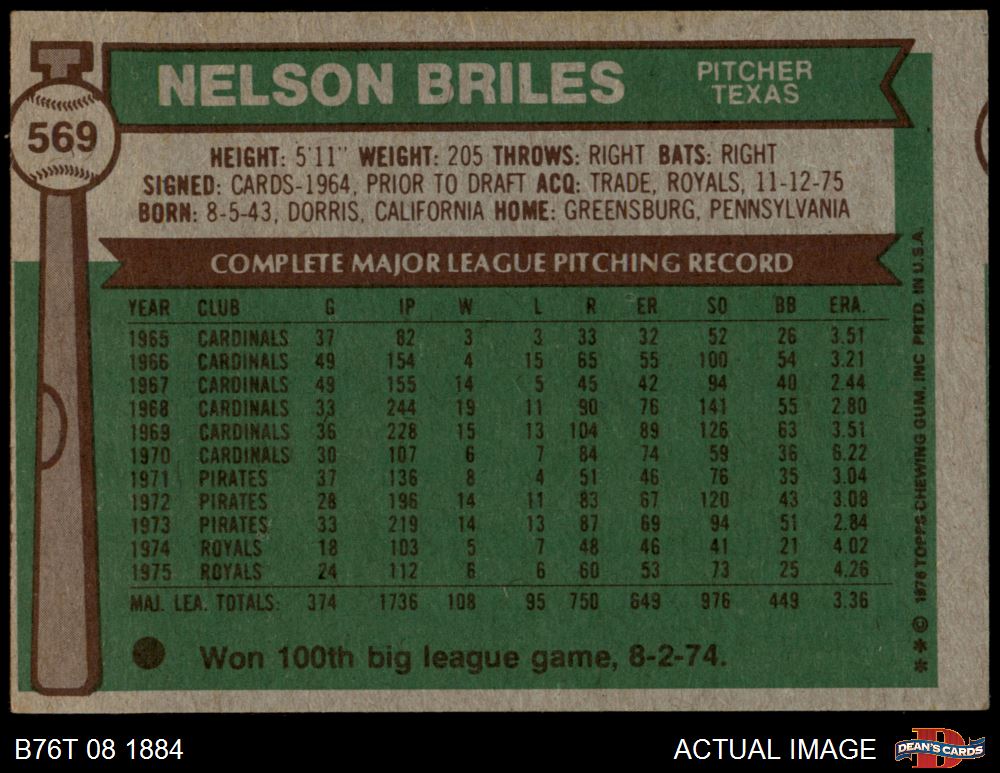 569
NELSON BRILES
PITCHER
TEXAS
HEIGHT: 5'11" WEIGHT: 205 THROWS: RIGHT BATS: RIGHT
SIGNED: CARDS-1964, PRIOR TO DRAFT ACQ: TRADE, ROYALS, 11-12-75
BORN: 8-5-43, DORRIS, CALIFORNIA HOME: GREENSBURG, PENNSYLVANIA
COMPLETE MAJOR LEAGUE PITCHING RECORD
YEAR CLUB G IP W L R ER SO BB ERA.
1965 CARDINALS 37 82 3 3 33 32 52 26 3.51
1966 CARDINALS 49 154 4 15 65 55 100 54 3.21
1967 CARDINALS 49 155 14 5 45 42 94 40 2.44
1968 CARDINALS 33 244 19 11 90 76 141 55 2.80
1969 CARDINALS 36 228 15 13 104 89 126 63 3.51
1970 CARDINALS 30 107 6 7 84 74 59 36 6.22
1971 PIRATES 37 136 8 4 51 46 76 35 3.04
1972 PIRATES 28 196 14 11 83 67 120 43 3.08
1973 PIRATES 33 219 14 13 87 69 94 51 2.84
1974 ROYALS 18 103 5 7 48 46 41 21 4.02
1975 ROYALS 24 112 6 6 60 53 73 25 4.26
MAJ. LEA. TOTALS: 374 1736 108 95 750 649 976 449 3.36
Won 100th big league game, 8-2-74.
**© 1976 TOPPS CHEWING GUM, INC PRTD. IN U.S.A.
B76T 08 1884
ACTUAL IMAGE
D
DEAN'S CARDS